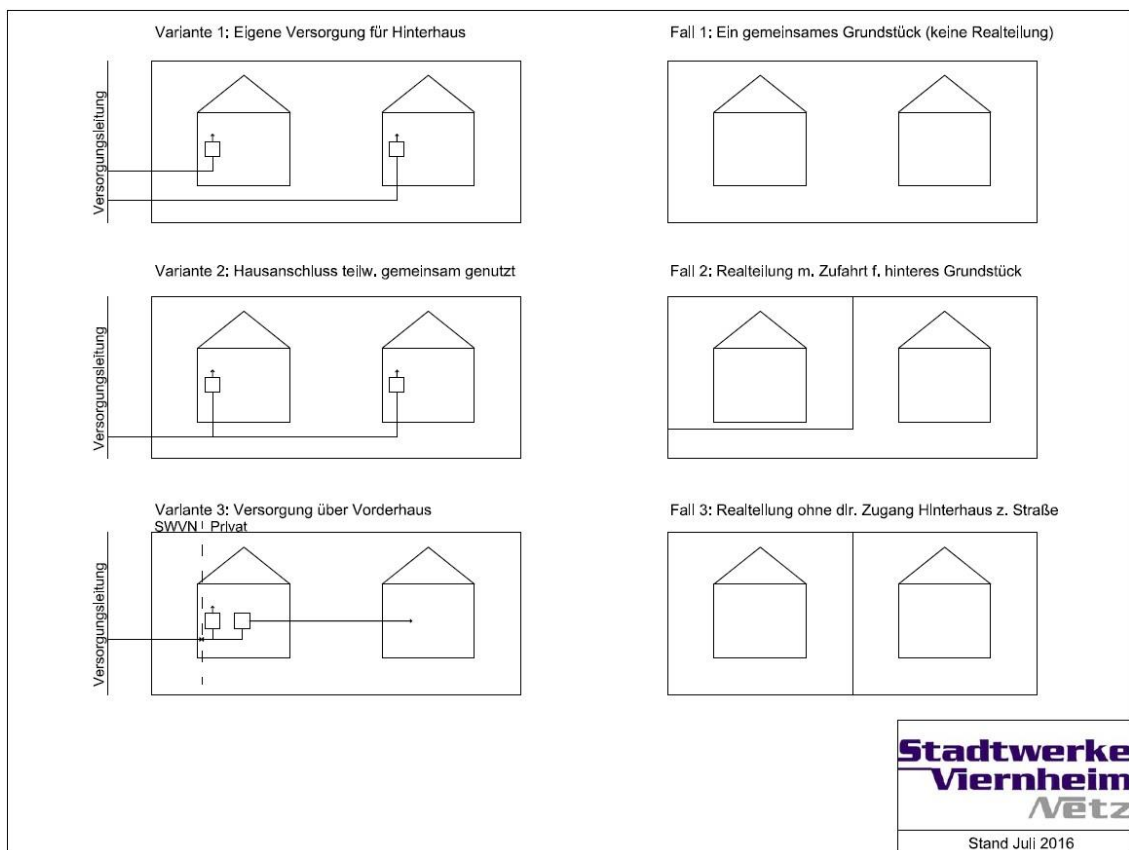 Variante 1: Eigene Versorgung für Hinterhaus
Versorgungsleitung
Variante 2: Hausanschluss teilw. gemeinsam genutzt
Versorgungsleitung
Variante 3: Versorgung über Vorderhaus
SWVN Privat
Versorgungsleitung
Fall 1: Ein gemeinsames Grundstück (keine Realteilung)
Fall 2: Realteilung m. Zufahrt f. hinteres Grundstück
Fall 3: Realteilung ohne dir. Zugang Hinterhaus z. Straße
Stadtwerke
Viernheim
Netz
Stand Juli 2016